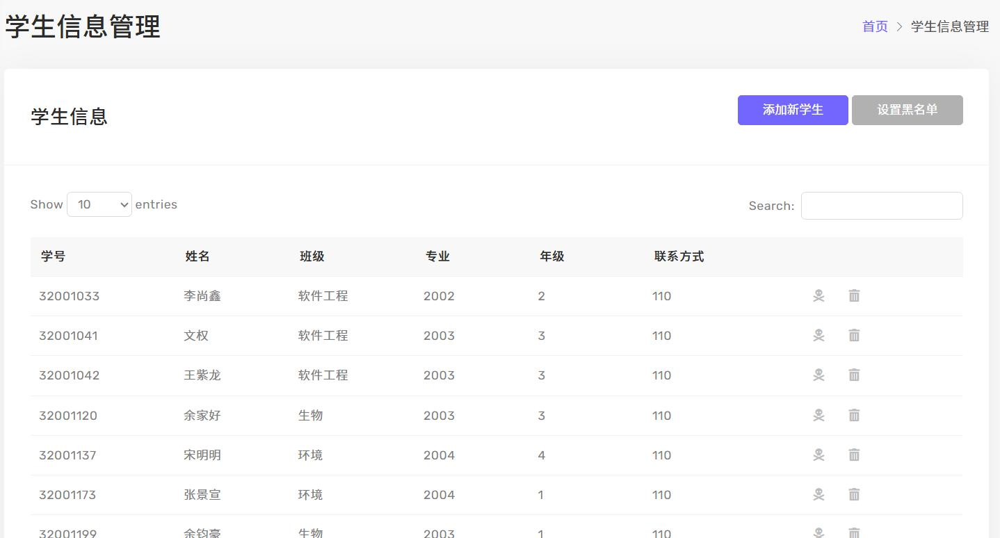 学生信息管理
首页 > 学生信息管理
学生信息
添加新学生 设置黑名单
Show 10 entries Search:
学号 姓名 班级 专业 年级 联系方式
32001033 李尚鑫 软件工程 2002 2 110
32001041 文权 软件工程 2003 3 110
32001042 王紫龙 软件工程 2003 3 110
32001120 余家好 生物 2003 3 110
32001137 宋明明 环境 2004 4 110
32001173 张景宣 环境 2004 1 110
32001199 余钧豪 生物 2003 1 110